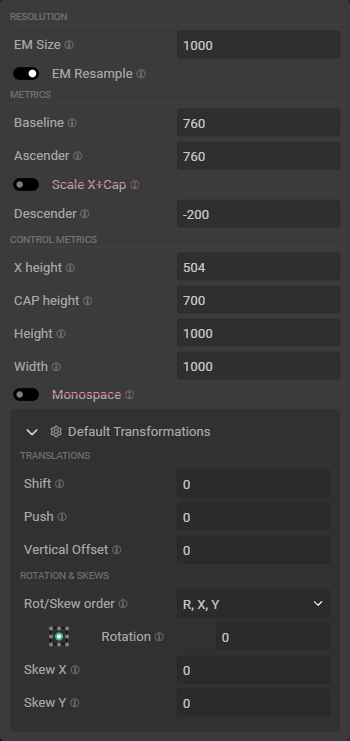 RESOLUTION
EM Size 1000
EM Resample
METRICS
Baseline 760
Ascender 760
Scale X+Cap
Descender -200
CONTROL METRICS
X height 504
CAP height 700
Height 1000
Width 1000
Monospace
Default Transformations
TRANSLATIONS
Shift 0
Push 0
Vertical Offset 0
ROTATION & SKEWS
Rot/Skew order R, X, Y
Rotation 0
Skew X 0
Skew Y 0